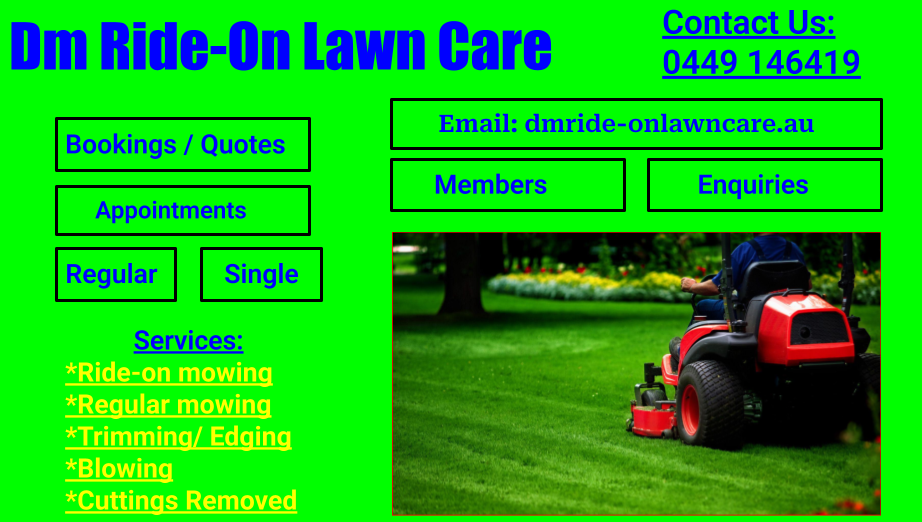 Dm Ride-On Lawn Care
Contact Us:
0449 146419
Email: dmride-onlawncare.au
Bookings / Quotes
Members
Enquiries
Appointments
Regular
Single
Services:
*Ride-on mowing
*Regular mowing
*Trimming/ Edging
*Blowing
*Cuttings Removed